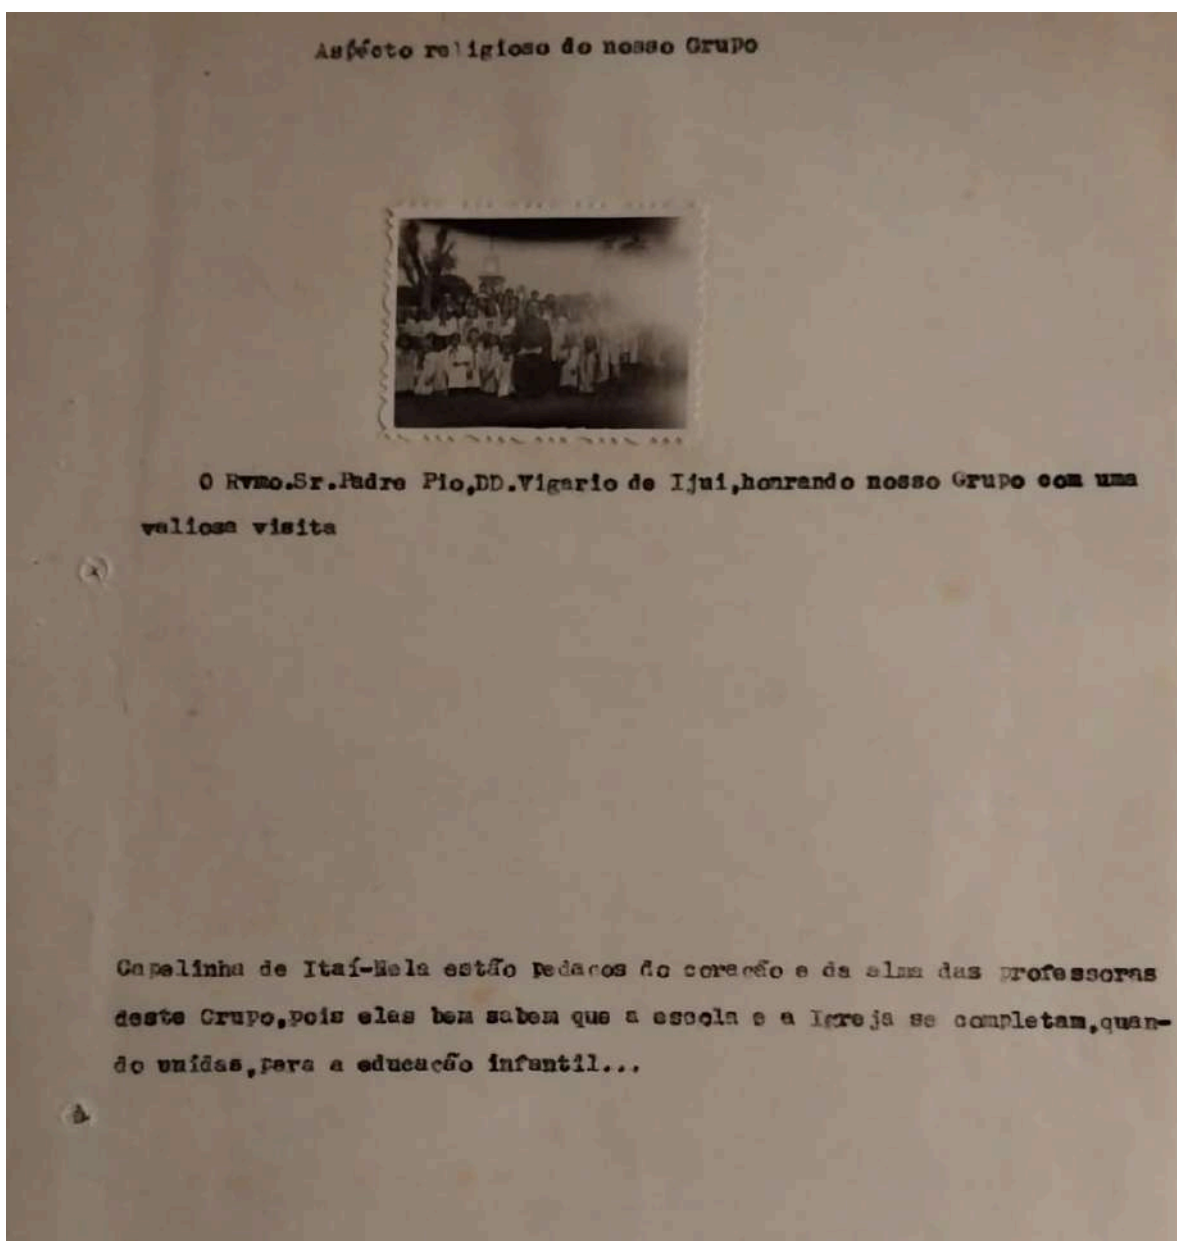 Aspécto religioso do nosso Grupo
O Rvmo.Sr.Padre Pio,DD.Vigario de Ijui,honrando nosso Grupo com uma
valiosa visita
Capelinha de Itaí-Nela estão pedaços do coração e da alma das professoras
deste Grupo,pois elas bem sabem que a escola e a Igreja se completam,quan-
do unidas,para a educação infantil...